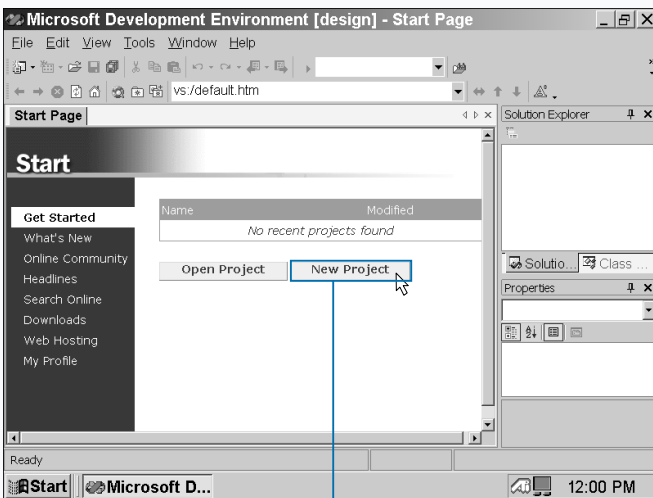 Microsoft Development Environment [design] - Start Page
File Edit View Tools Window Help
vs:/default.htm
Start Page
Solution Explorer
Start
Get Started
What's New
Online Community
Headlines
Search Online
Downloads
Web Hosting
My Profile
Name Modified
No recent projects found
Open Project New Project
Solutio... Class ...
Properties
Ready
Start Microsoft D... 12:00 PM